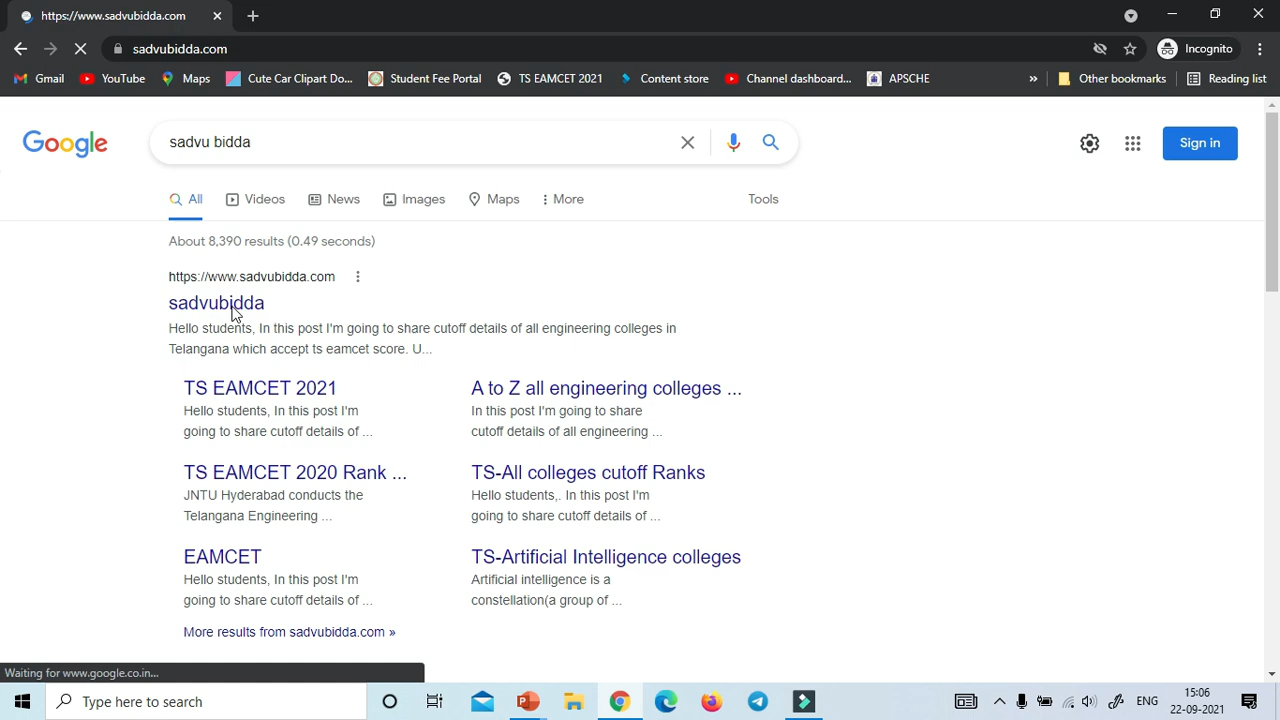 https://www.sadvubidda.com
sadvubidda.com
Incognito
Gmail YouTube Maps Cute Car Clipart Do... Student Fee Portal TS EAMCET 2021 Content store Channel dashboard... APSCHE » Other bookmarks Reading list
Google
sadvu bidda
Sign in
All Videos News Images Maps More Tools
About 8,390 results (0.49 seconds)
https://www.sadvubidda.com
sadvubidda
Hello students, In this post I'm going to share cutoff details of all engineering colleges in
Telangana which accept ts eamcet score. U...
TS EAMCET 2021
Hello students, In this post I'm
going to share cutoff details of ...
A to Z all engineering colleges ...
In this post I'm going to share
cutoff details of all engineering ...
TS EAMCET 2020 Rank ...
JNTU Hyderabad conducts the
Telangana Engineering ...
TS-All colleges cutoff Ranks
Hello students,. In this post I'm
going to share cutoff details of ...
EAMCET
Hello students, In this post I'm
going to share cutoff details of ...
TS-Artificial Intelligence colleges
Artificial intelligence is a
constellation(a group of ...
More results from sadvubidda.com »
Waiting for www.google.co.in...
Type here to search
ENG
15:06
22-09-2021